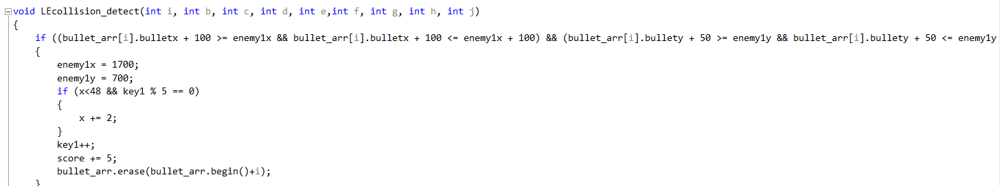 void LEcollision_detect(int i, int b, int c, int d, int e,int f, int g, int h, int j)
{
if ((bullet_arr[i].bulletx + 100 >= enemy1x && bullet_arr[i].bulletx + 100 <= enemy1x + 100) && (bullet_arr[i].bullety + 50 >= enemy1y && bullet_arr[i].bullety + 50 <= enemy1y
{
enemy1x = 1700;
enemy1y = 700;
if (x<48 && key1 % 5 == 0)
{
x += 2;
}
key1++;
score += 5;
bullet_arr.erase(bullet_arr.begin()+i);
}